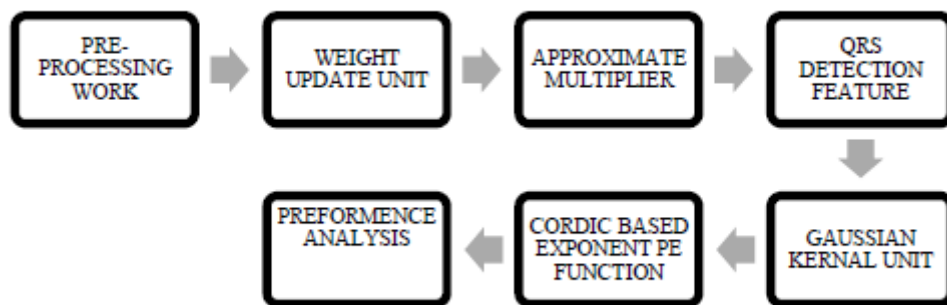 PRE-
PROCESSING
WORK
WEIGHT
UPDATE UNIT
APPROXIMATE
MULTIPLIER
QRS
DETECTION
FEATURE
GAUSSIAN
KERNAL UNIT
CORDIC BASED
EXPONENT PE
FUNCTION
PREFORMENCE
ANALYSIS